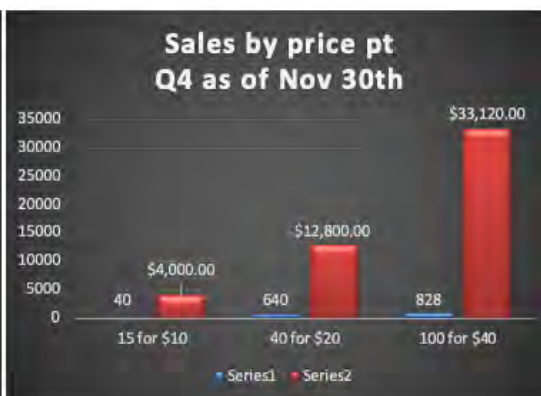 Sales by price pt
Q4 as of Nov 30th
35000
30000
25000
20000
15000
10000
5000
0
$33,120.00
$12,800.00
$4,000.00
40
640
828
15 for $10
40 for $20
100 for $40
Series1 Series2